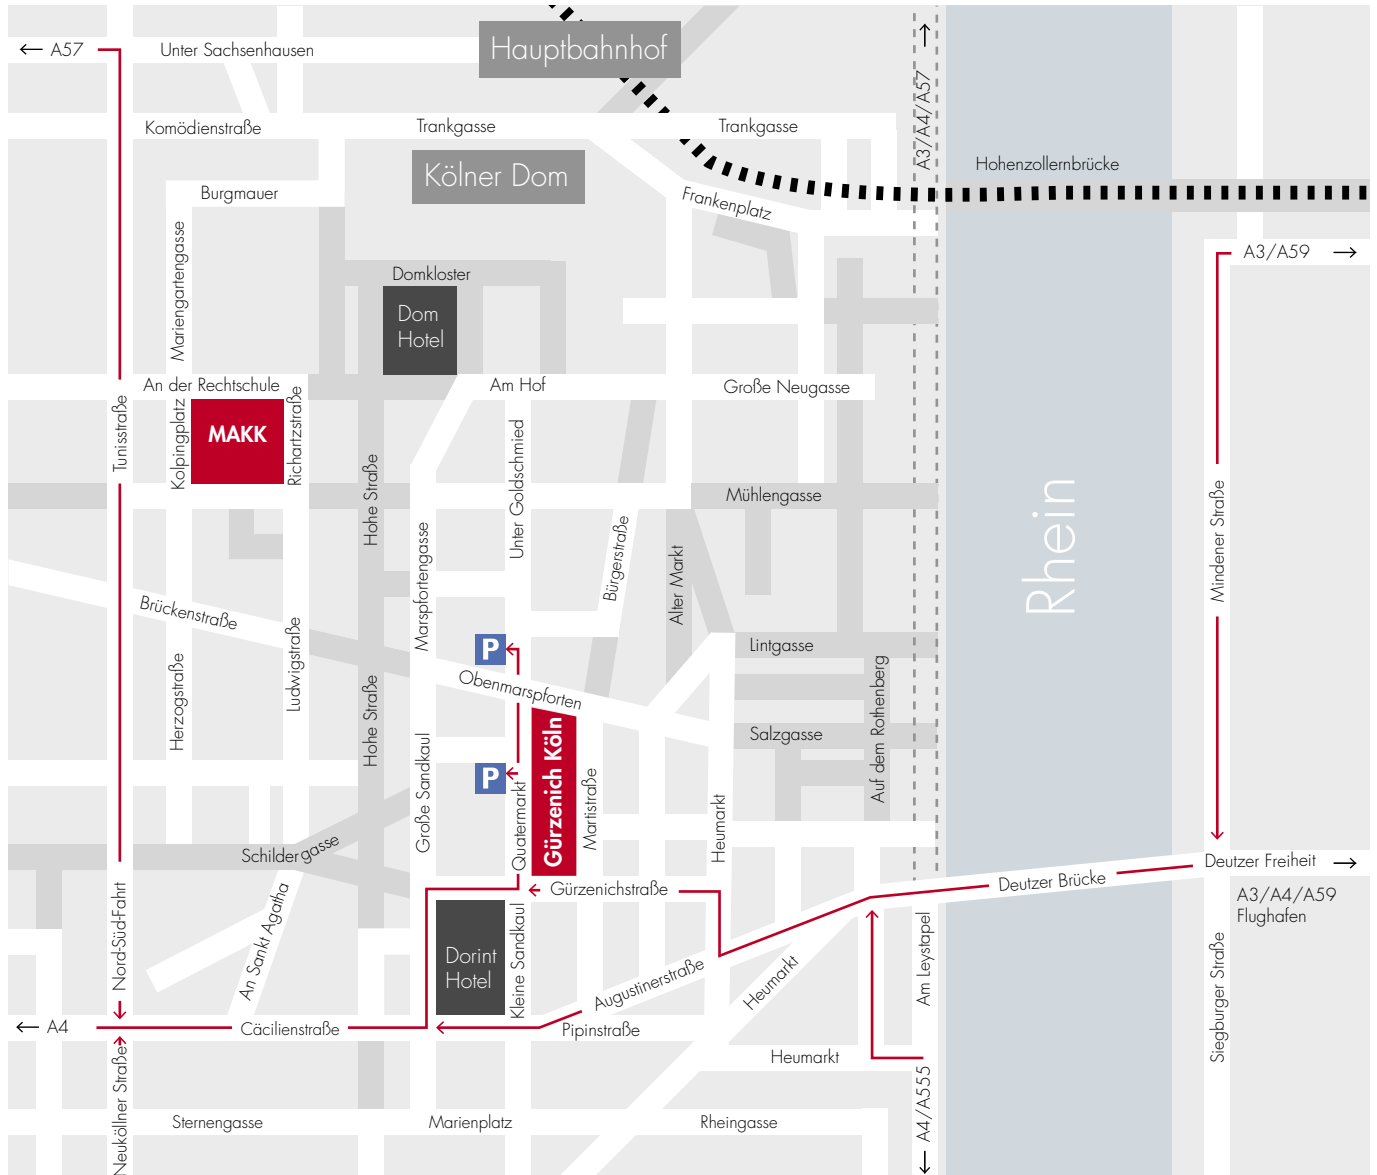 A57
Unter Sachsenhausen
Hauptbahnhof
A3/A4/A57
Komödienstraße
Trankgasse
Trankgasse
Kölner Dom
Hohenzollernbrücke
Burgmauer
Frankenplatz
Mariengartengasse
Domkloster
A3/A59
Dom
Hotel
An der Rechtschule
Am Hof
Große Neugasse
Tunisstraße
Kolpingplatz
MAKK
Richartzstraße
Hohe Straße
Unter Goldschmied
Mühlengasse
Rhein
Mindener Straße
Marspfortengasse
Bürgerstraße
Alter Markt
Brückenstraße
Ludwigstraße
P
Lintgasse
Herzogstraße
Hohe Straße
Obenmarspforten
Auf dem Rothenberg
Salzgasse
Große Sandkaul
P
Quatermarkt
Gürzenich Köln
Martistraße
Heumarkt
Schildergasse
Gürzenichstraße
Deutzer Brücke
Deutzer Freiheit
A3/A4/A59
Flughafen
Nord-Süd-Fahrt
An Sankt Agatha
Dorint
Hotel
Kleine Sandkaul
Augustinerstraße
Heumarkt
Am Leystapel
Siegburger Straße
A4
Cäcilienstraße
Pipinstraße
Heumarkt
Neuköllner Straße
Sternengasse
Marienplatz
Rheingasse
A4/A555